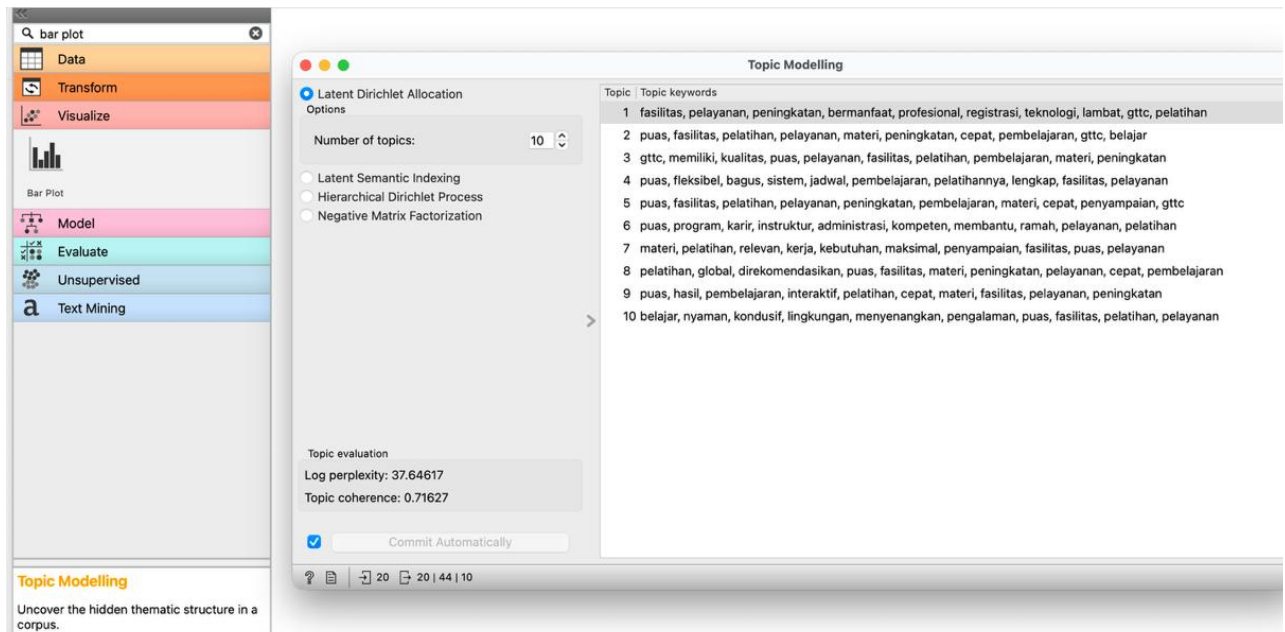 bar plot
Data
Transform
Visualize
Bar Plot
Model
Evaluate
Unsupervised
a Text Mining
Topic Modelling
Uncover the hidden thematic structure in a
corpus.
Topic Modelling
Latent Dirichlet Allocation
Options
Number of topics: 10
Latent Semantic Indexing
Hierarchical Dirichlet Process
Negative Matrix Factorization
Topic evaluation
Log perplexity: 37.64617
Topic coherence: 0.71627
Commit Automatically
? 20 20 | 44 | 10
Topic Topic keywords
1 fasilitas, pelayanan, peningkatan, bermanfaat, profesional, registrasi, teknologi, lambat, gttc, pelatihan
2 puas, fasilitas, pelatihan, pelayanan, materi, peningkatan, cepat, pembelajaran, gttc, belajar
3 gttc, memiliki, kualitas, puas, pelayanan, fasilitas, pelatihan, pembelajaran, materi, peningkatan
4 puas, fleksibel, bagus, sistem, jadwal, pembelajaran, pelatihannya, lengkap, fasilitas, pelayanan
5 puas, fasilitas, pelatihan, pelayanan, peningkatan, pembelajaran, materi, cepat, penyampaian, gttc
6 puas, program, karir, instruktur, administrasi, kompeten, membantu, ramah, pelayanan, pelatihan
7 materi, pelatihan, relevan, kerja, kebutuhan, maksimal, penyampaian, fasilitas, puas, pelayanan
8 pelatihan, global, direkomendasikan, puas, fasilitas, materi, peningkatan, pelayanan, cepat, pembelajaran
9 puas, hasil, pembelajaran, interaktif, pelatihan, cepat, materi, fasilitas, pelayanan, peningkatan
10 belajar, nyaman, kondusif, lingkungan, menyenangkan, pengalaman, puas, fasilitas, pelatihan, pelayanan